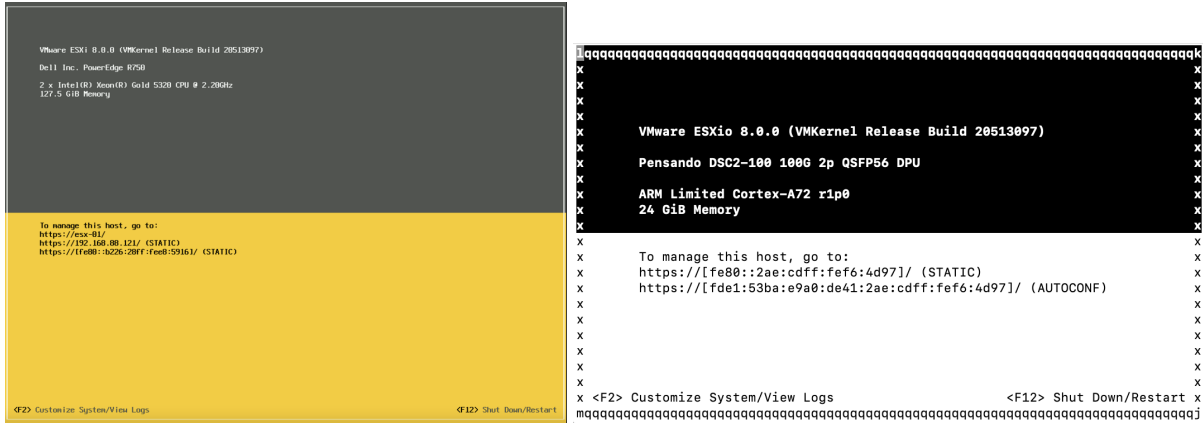 VMware ESXi 8.0.0 (VMKernel Release Build 20513097)
Dell Inc. PowerEdge R750
2 x Intel(R) Xeon(R) Gold 5320 CPU @ 2.20GHz
127.5 GiB Memory
To manage this host, go to:
https://esx-01/
https://192.168.88.121/ (STATIC)
https://[fe80::b226:28ff:fee8:5916]/ (STATIC)
<F2> Customize System/View Logs
<F12> Shut Down/Restart
lqqqqqqqqqqqqqqqqqqqqqqqqqqqqqqqqqqqqqqqqqqqqqqqqqqqqqqqqqqqqqqqqqqqqqqqqqqqqqqk
x x
x x
x x
x x
x VMware ESXio 8.0.0 (VMKernel Release Build 20513097) x
x x
x Pensando DSC2-100 100G 2p QSFP56 DPU x
x x
x ARM Limited Cortex-A72 r1p0 x
x 24 GiB Memory x
x x
x x
x To manage this host, go to: x
x https://[fe80::2ae:cdff:fef6:4d97]/ (STATIC) x
x https://[fde1:53ba:e9a0:de41:2ae:cdff:fef6:4d97]/ (AUTOCONF) x
x x
x x
x x
x x
x x
x x
x <F2> Customize System/View Logs <F12> Shut Down/Restart x
mqqqqqqqqqqqqqqqqqqqqqqqqqqqqqqqqqqqqqqqqqqqqqqqqqqqqqqqqqqqqqqqqqqqqqqqqqqqqqqj